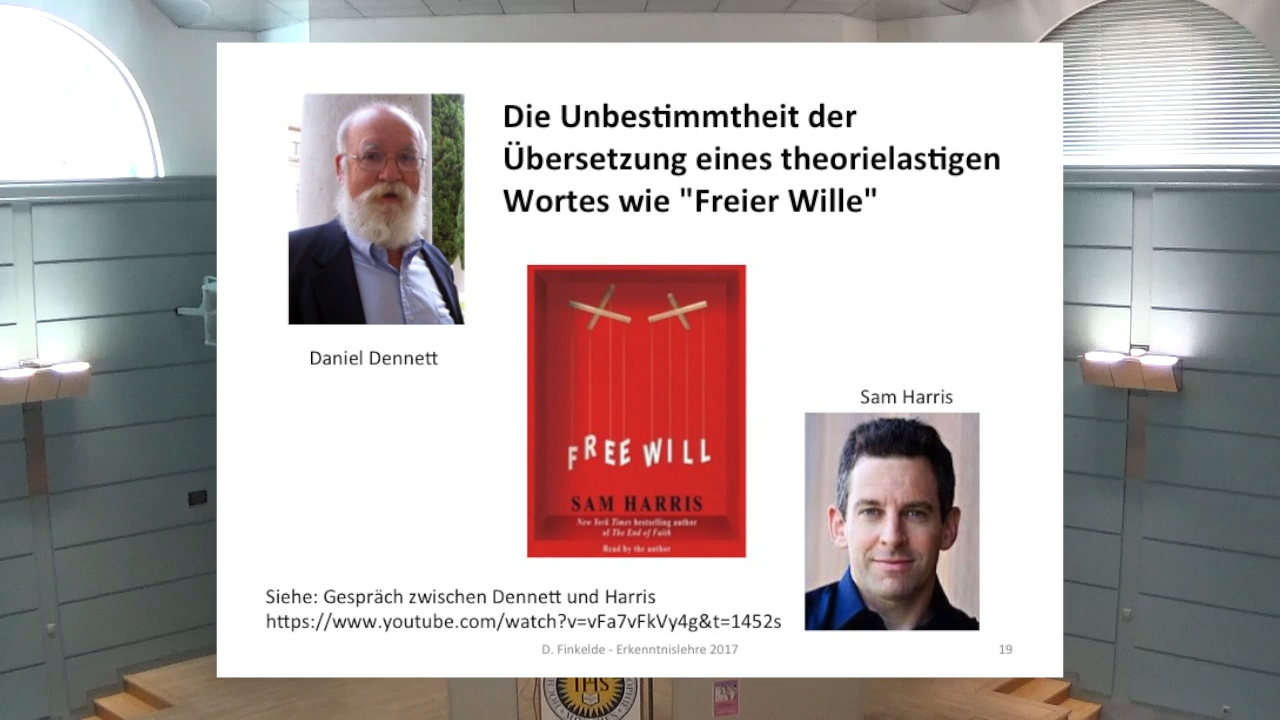 Die Unbestimmtheit der
Übersetzung eines theorielastigen
Wortes wie "Freier Wille"
Daniel Dennett
FREE WILL
SAM HARRIS
New York Times bestselling author
of The End of Faith
Read by the author
Sam Harris
Siehe: Gespräch zwischen Dennett und Harris
https://www.youtube.com/watch?v=vFa7vFkVy4g&t=1452s
D. Finkelde - Erkenntnislehre 2017
19
IHS